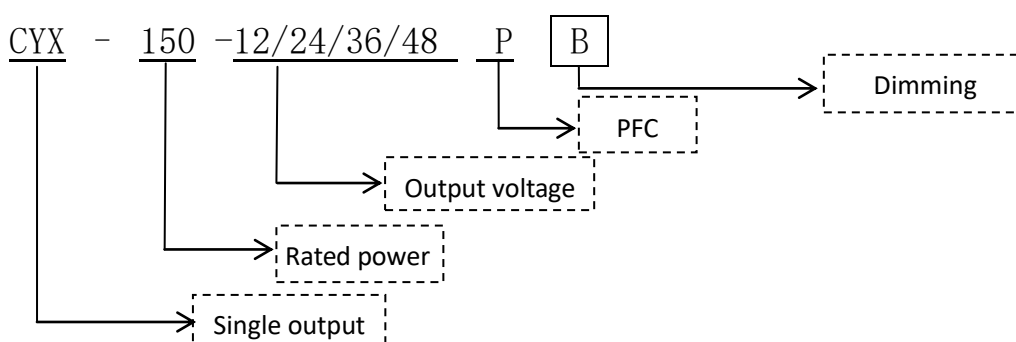 CYX - 150 -12/24/36/48 P B
Dimming
PFC
Output voltage
Rated power
Single output